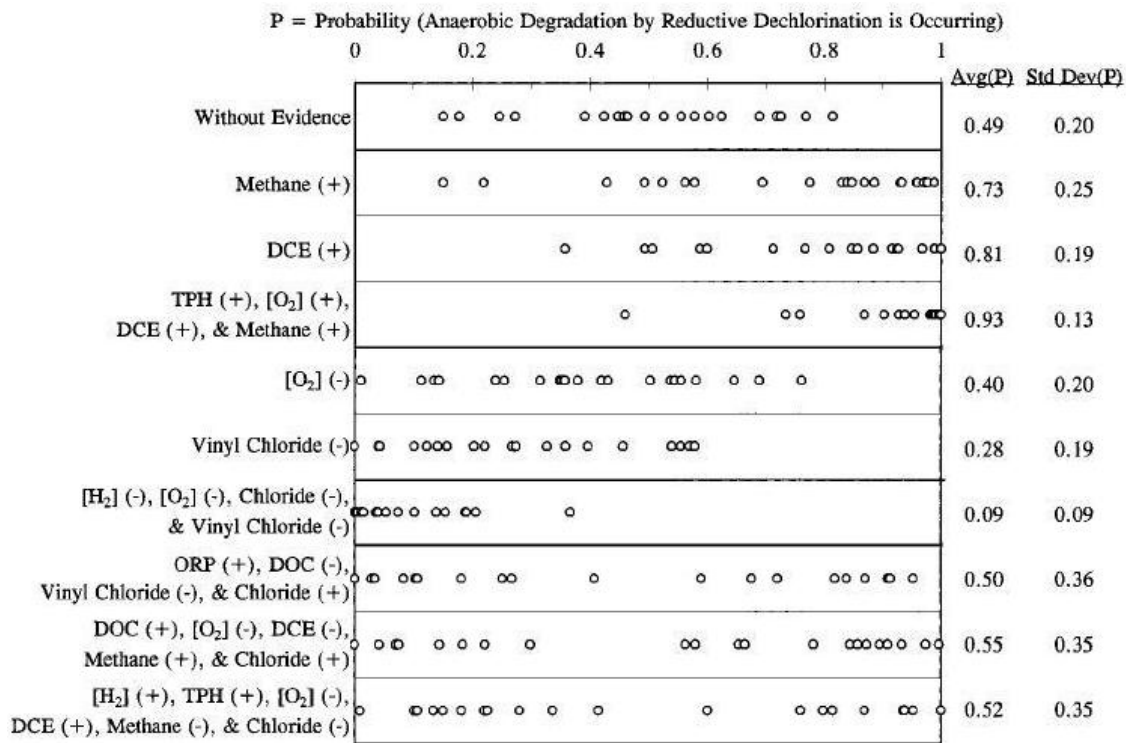 P = Probability (Anaerobic Degradation by Reductive Dechlorination is Occurring)
0 0.2 0.4 0.6 0.8 1
Avg(P) Std Dev(P)
Without Evidence 0.49 0.20
Methane (+) 0.73 0.25
DCE (+) 0.81 0.19
TPH (+), [O₂] (+),
DCE (+), & Methane (+) 0.93 0.13
[O₂] (-) 0.40 0.20
Vinyl Chloride (-) 0.28 0.19
[H₂] (-), [O₂] (-), Chloride (-),
& Vinyl Chloride (-) 0.09 0.09
ORP (+), DOC (-),
Vinyl Chloride (-), & Chloride (+) 0.50 0.36
DOC (+), [O₂] (-), DCE (-),
Methane (+), & Chloride (+) 0.55 0.35
[H₂] (+), TPH (+), [O₂] (-),
DCE (+), Methane (-), & Chloride (-) 0.52 0.35